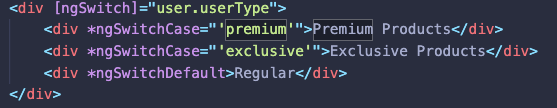 <div [ngSwitch]="user.userType">
    <div *ngSwitchCase="'premium'">Premium Products</div>
    <div *ngSwitchCase="'exclusive'">Exclusive Products</div>
    <div *ngSwitchDefault>Regular</div>
</div>